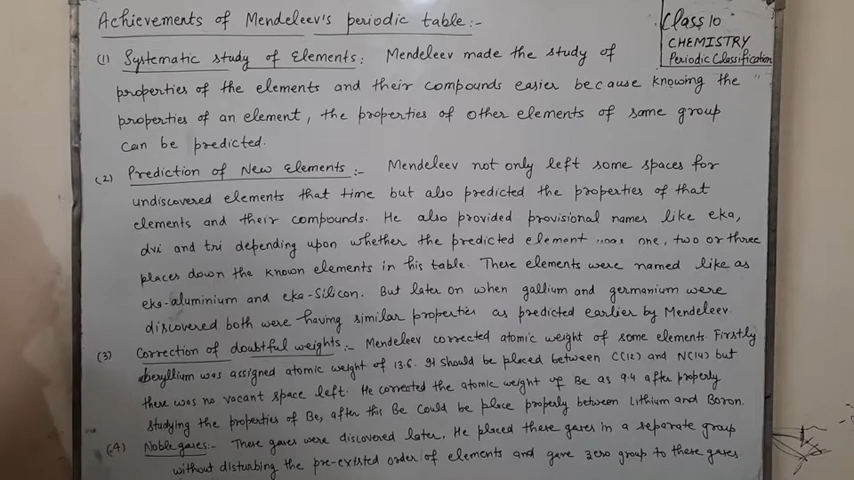 Achievements of Mendeleev's periodic table:-
Class 10
CHEMISTRY
Periodic Classification
(1) Systematic study of Elements: Mendeleev made the study of
properties of the elements and their compounds easier because knowing the
properties of an element, the properties of other elements of same group
can be predicted.
(2) Prediction of New Elements:- Mendeleev not only left some spaces for
undiscovered elements that time but also predicted the properties of that
elements and their compounds. He also provided provisional names like eka,
dvi and tri depending upon whether the predicted element was one, two or three
places down the known elements in his table. These elements were named like as
eka-aluminium and eka-Silicon. But later on when gallium and germanium were
discovered both were having similar properties as predicted earlier by Mendeleev.
(3) Correction of doubtful weights:- Mendeleev corrected atomic weight of some elements. Firstly
beryllium was assigned atomic weight of 13.6. It should be placed between C(12) and N(14) but
there was no vacant space left. He corrected the atomic weight of Be as 9.4 after properly
studying the properties of Be, after this Be could be place properly between Lithium and Boron.
(4) Noble gases:- These gases were discovered later. He placed these gases in a separate group
without disturbing the pre-existed order of elements and gave zero group to these gases.